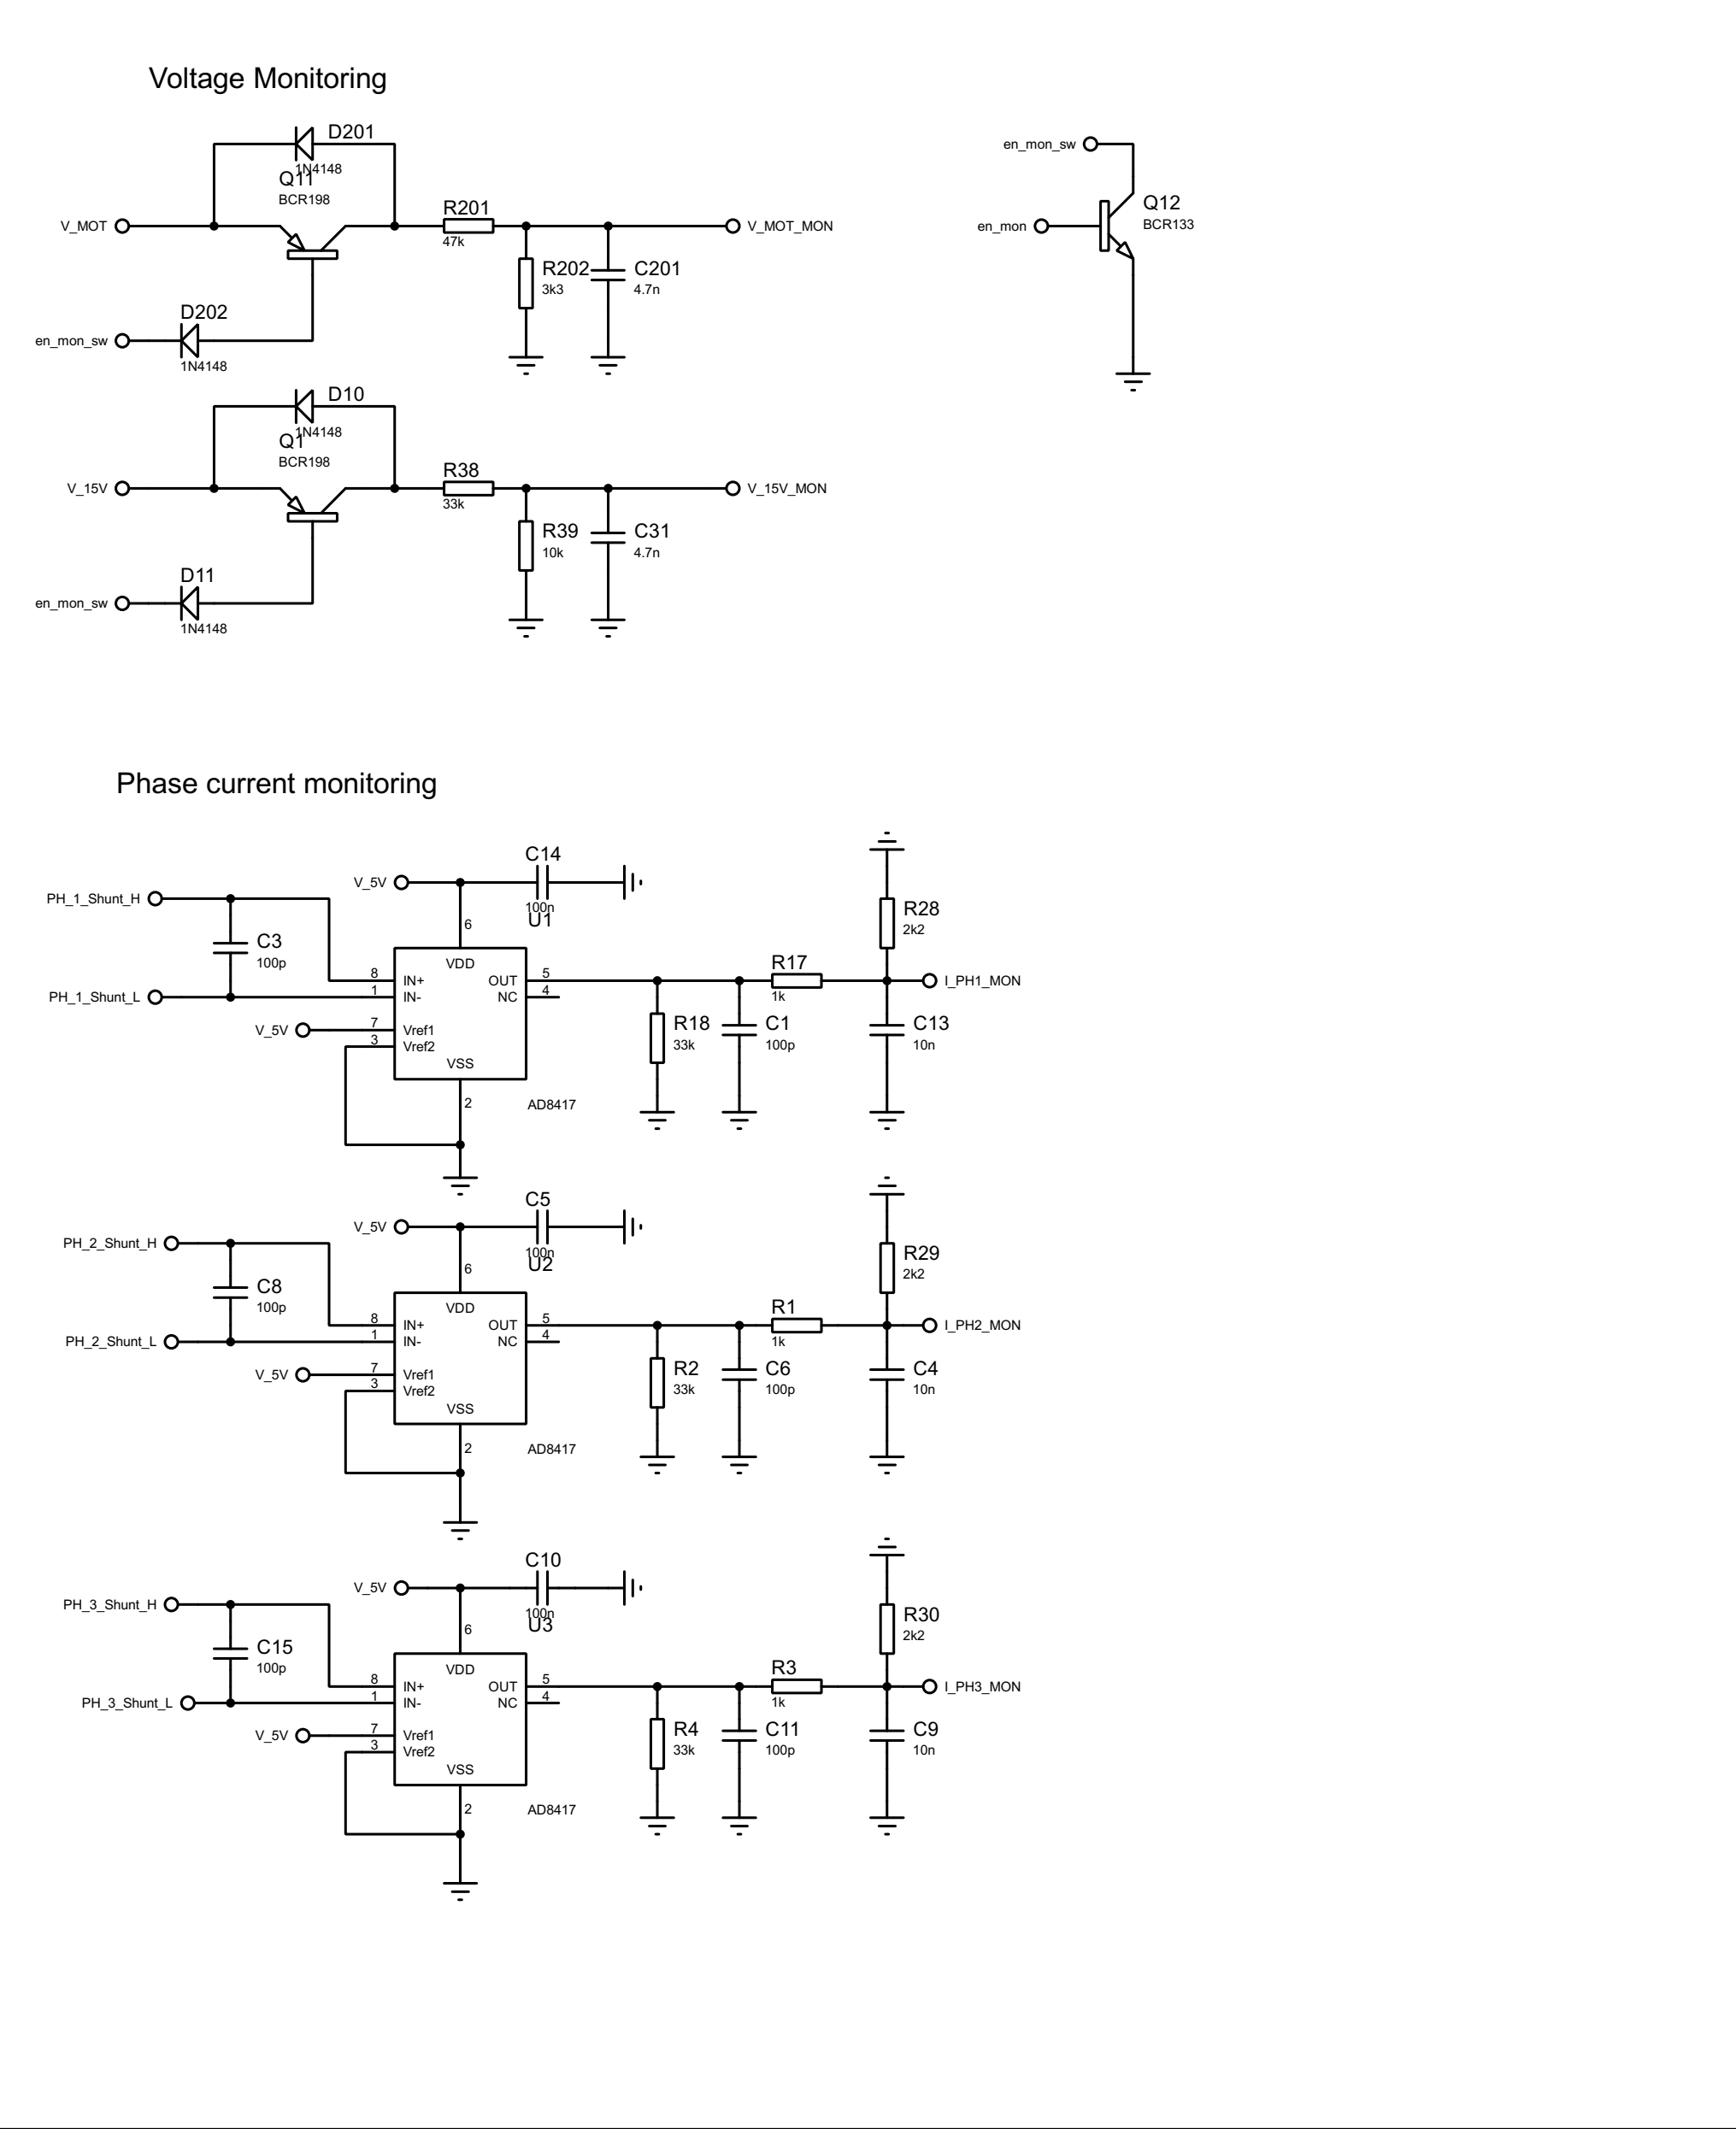 Voltage Monitoring
D201
1N4148
Q11
BCR198
V_MOT
R201
47k
V_MOT_MON
R202
3k3
C201
4.7n
D202
en_mon_sw
1N4148
en_mon_sw
en_mon
Q12
BCR133
D10
1N4148
Q1
BCR198
V_15V
R38
33k
V_15V_MON
R39
10k
C31
4.7n
D11
en_mon_sw
1N4148
Phase current monitoring
C14
V_5V
100n
U1
PH_1_Shunt_H
6
R28
2k2
C3
100p
VDD
8
IN+
OUT
5
R17
1k
I_PH1_MON
PH_1_Shunt_L
1
IN-
NC
4
V_5V
7
Vref1
3
Vref2
VSS
R18
33k
C1
100p
C13
10n
2
AD8417
C5
V_5V
100n
U2
PH_2_Shunt_H
6
R29
2k2
C8
100p
VDD
8
IN+
OUT
5
R1
1k
I_PH2_MON
PH_2_Shunt_L
1
IN-
NC
4
V_5V
7
Vref1
3
Vref2
VSS
R2
33k
C6
100p
C4
10n
2
AD8417
C10
V_5V
100n
U3
PH_3_Shunt_H
6
R30
2k2
C15
100p
VDD
8
IN+
OUT
5
R3
1k
I_PH3_MON
PH_3_Shunt_L
1
IN-
NC
4
V_5V
7
Vref1
3
Vref2
VSS
R4
33k
C11
100p
C9
10n
2
AD8417